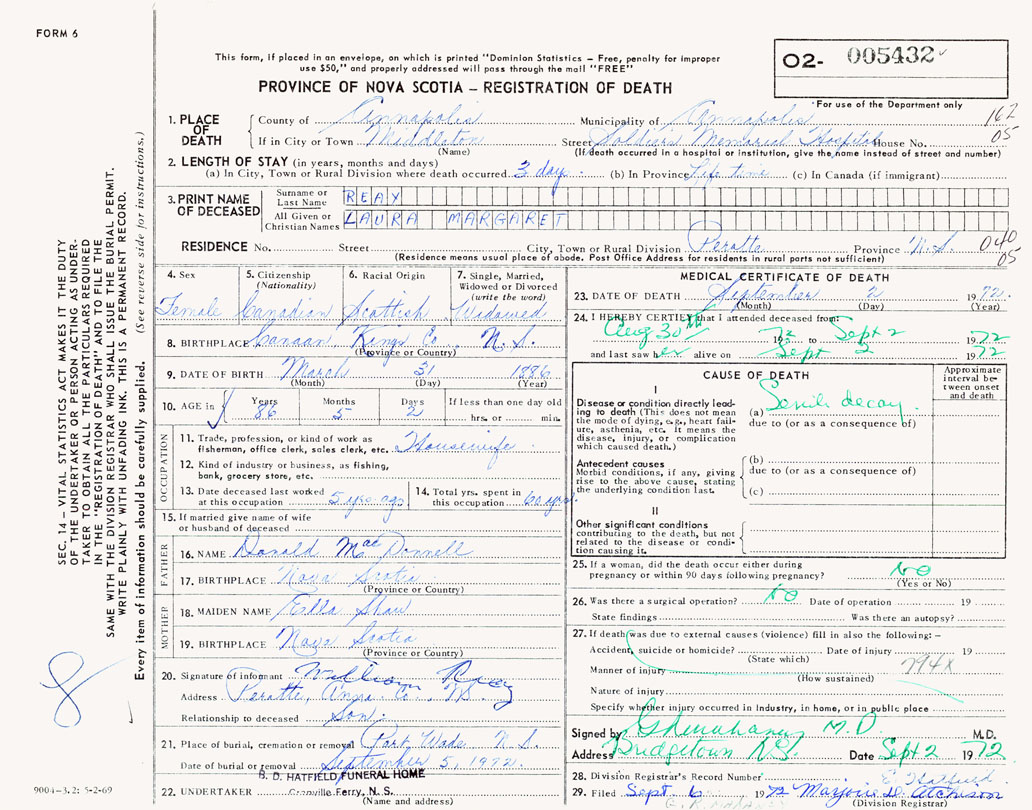 FORM 6
This form, if placed in an envelope, on which is printed "Dominion Statistics – Free, penalty for improper
use $50," and properly addressed will pass through the mail "FREE"
PROVINCE OF NOVA SCOTIA – REGISTRATION OF DEATH
02- 005432
*For use of the Department only
1. PLACE OF DEATH
County of Annapolis Municipality of Annapolis 162
If in City or Town Middleton Street Soldiers Memorial Hospital House No. 05
(Name) (If death occurred in a hospital or institution, give the name instead of street and number)
2. LENGTH OF STAY (in years, months and days)
(a) In City, Town or Rural Division where death occurred 3 days (b) In Province Life time (c) In Canada (if immigrant)
3. PRINT NAME OF DECEASED
Surname or Last Name REAY
All Given or Christian Names LAURA MARGARET
RESIDENCE No. Street City, Town or Rural Division Perotte Province N.S. 040 05
(Residence means usual place of abode. Post Office Address for residents in rural parts not sufficient)
4. Sex Female
5. Citizenship (Nationality) Canadian
6. Racial Origin Scottish
7. Single, Married, Widowed or Divorced (write the word) Widowed
8. BIRTHPLACE Canaan Kings Co. N.S.
(Province or Country)
9. DATE OF BIRTH March 31 1886
(Month) (Day) (Year)
10. AGE in Years 86 Months 5 Days 2 If less than one day old hrs. or min.
OCCUPATION
11. Trade, profession, or kind of work as
fisherman, office clerk, sales clerk, etc. Housewife
12. Kind of industry or business, as fishing,
bank, grocery store, etc.
13. Date deceased last worked
at this occupation 5 yrs ago
14. Total yrs. spent in
this occupation 60 years
15. If married give name of wife
or husband of deceased
FATHER
16. NAME Donald MacDonnell
17. BIRTHPLACE Nova Scotia
(Province or Country)
MOTHER
18. MAIDEN NAME Ella Shaw
19. BIRTHPLACE Nova Scotia
(Province or Country)
20. Signature of informant William Reay
Address Perotte, Anna. Co., N.S.
Relationship to deceased Son.
21. Place of burial, cremation or removal Port Wade N.S.
Date of burial or removal September 5, 1972.
B. D. HATFIELD FUNERAL HOME
22. UNDERTAKER Granville Ferry, N. S.
(Name and address)
MEDICAL CERTIFICATE OF DEATH
23. DATE OF DEATH September 2 1972.
(Month) (Day) (Year)
24. I HEREBY CERTIFY that I attended deceased from:
Aug 30th 1972 to Sept 2 1972
and last saw her alive on Sept 2 1972
CAUSE OF DEATH
Approximate interval between onset and death
I
Disease or condition directly leading to death (This does not mean the mode of dying, e.g., heart failure, asthenia, etc. It means the disease, injury, or complication which caused death.)
(a) Senile decay.
due to (or as a consequence of)
Antecedent causes
Morbid conditions, if any, giving rise to the above cause, stating the underlying condition last.
(b)
due to (or as a consequence of)
(c)
II
Other significant conditions
contributing to the death, but not related to the disease or condition causing it.
25. If a woman, did the death occur either during
pregnancy or within 90 days following pregnancy? NO
(Yes or No)
26. Was there a surgical operation? No Date of operation 19
State findings Was there an autopsy?
27. If death was due to external causes (violence) fill in also the following: –
Accident, suicide or homicide? Date of injury 19
(State which)
Manner of injury 794X
(How sustained)
Nature of injury
Specify whether injury occurred in Industry, in home, or in public place
Signed by M.D. M.D.
Address Bridgetown N.S. Date Sept 2 1972
28. Division Registrar's Record Number
29. Filed Sept. 6 1972 Marjorie D. Atchison
(Division Registrar)
SEC. 14 – VITAL STATISTICS ACT MAKES IT THE DUTY
OF THE UNDERTAKER OR PERSON ACTING AS UNDER-
TAKER TO OBTAIN ALL THE PARTICULARS REQUIRED
IN THE "REGISTRATION OF DEATH" AND TO FILE THE
SAME WITH THE DIVISION REGISTRAR WHO SHALL ISSUE THE BURIAL PERMIT.
WRITE PLAINLY WITH UNFADING INK. THIS IS A PERMANENT RECORD.
Every item of information should be carefully supplied. (See reverse side for instructions.)
8
9004–3.2: 5-2-69